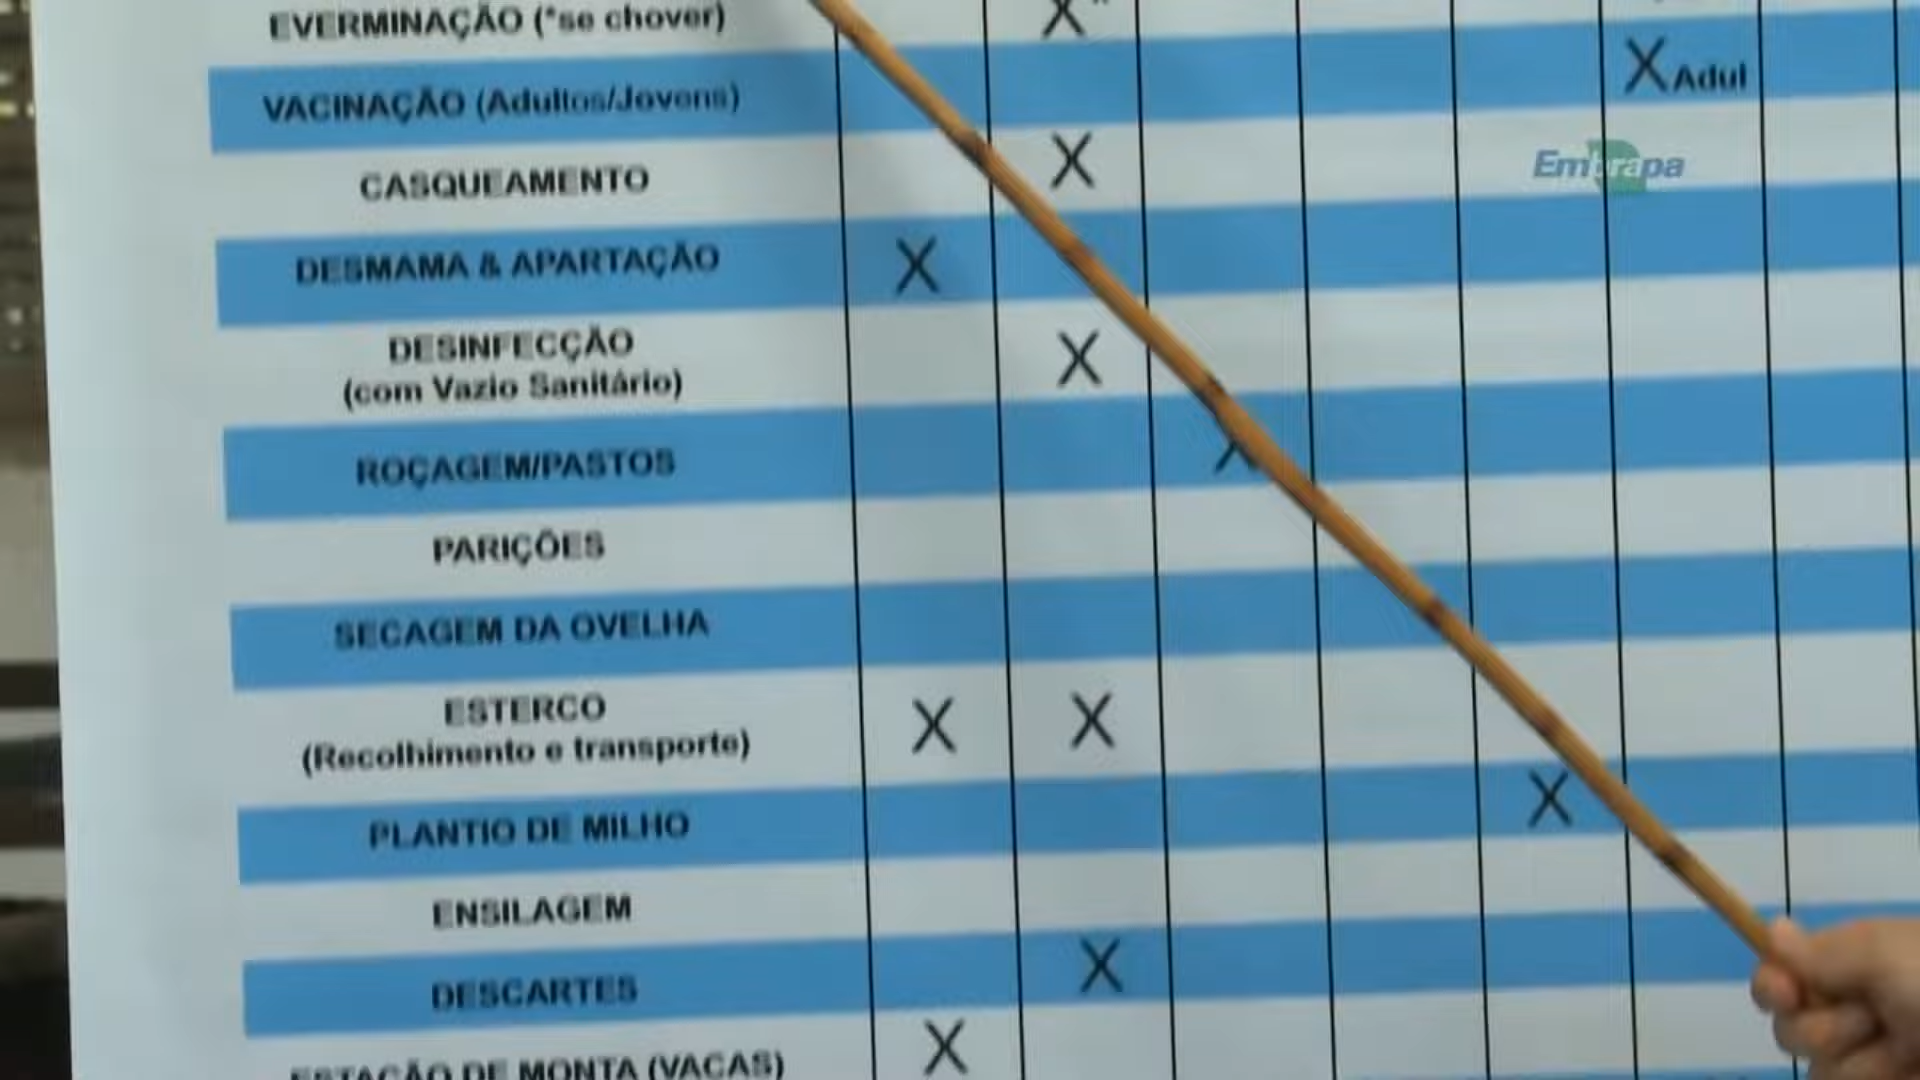 EVERMINAÇÃO (*se chover) X*
VACINAÇÃO (Adultos/Jovens) X Adul
Embrapa
CASQUEAMENTO X
DESMAMA & APARTAÇÃO X
DESINFECÇÃO
(com Vazio Sanitário) X
ROÇAGEM/PASTOS X
PARIÇÕES
SECAGEM DA OVELHA
ESTERCO
(Recolhimento e transporte) X X
PLANTIO DE MILHO X
ENSILAGEM
DESCARTES X
ESTAÇÃO DE MONTA (VACAS) X